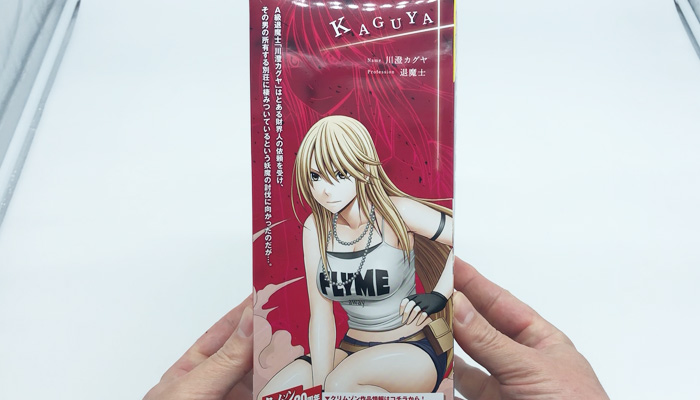 KAGUYA
Name 川澄カグヤ
Profession 退魔士
A級退魔士「川澄カグヤ」はとある財界人の依頼を受け、
その男の所有する別荘に棲みついているという妖魔の討伐に向かったのだが…。
FLYME
away
▼クリムゾン作品情報はコチラから！